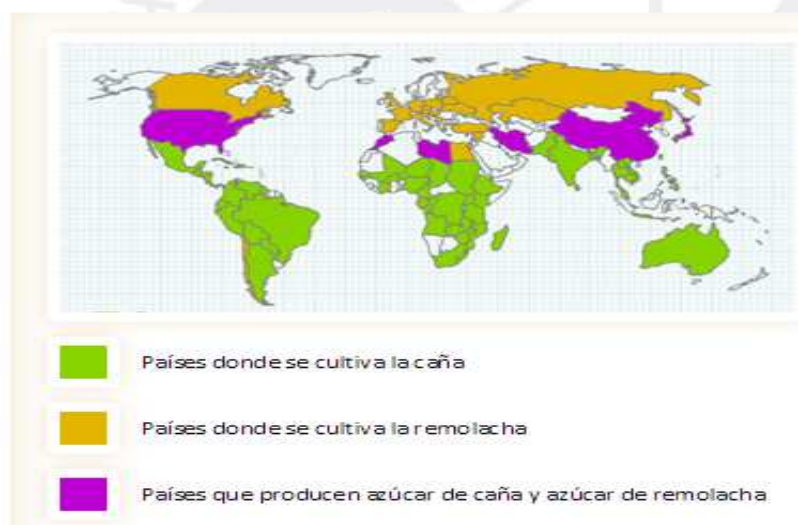 Países donde se cultiva la caña
Países donde se cultiva la remolacha
Países que producen azúcar de caña y azúcar de remolacha